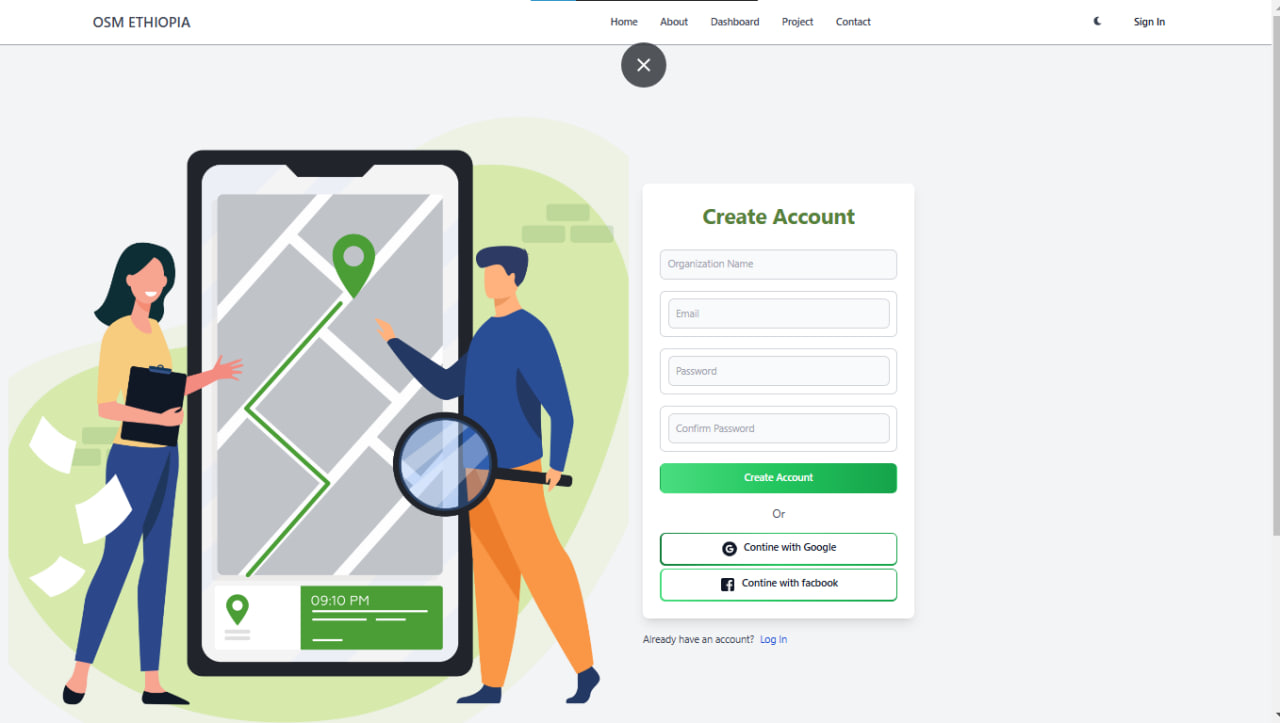 OSM ETHIOPIA
Home About Dashboard Project Contact
Sign In
Create Account
Organization Name
Email
Password
Confirm Password
Create Account
Or
Contine with Google
Contine with facbook
Already have an account? Log In
09:10 PM